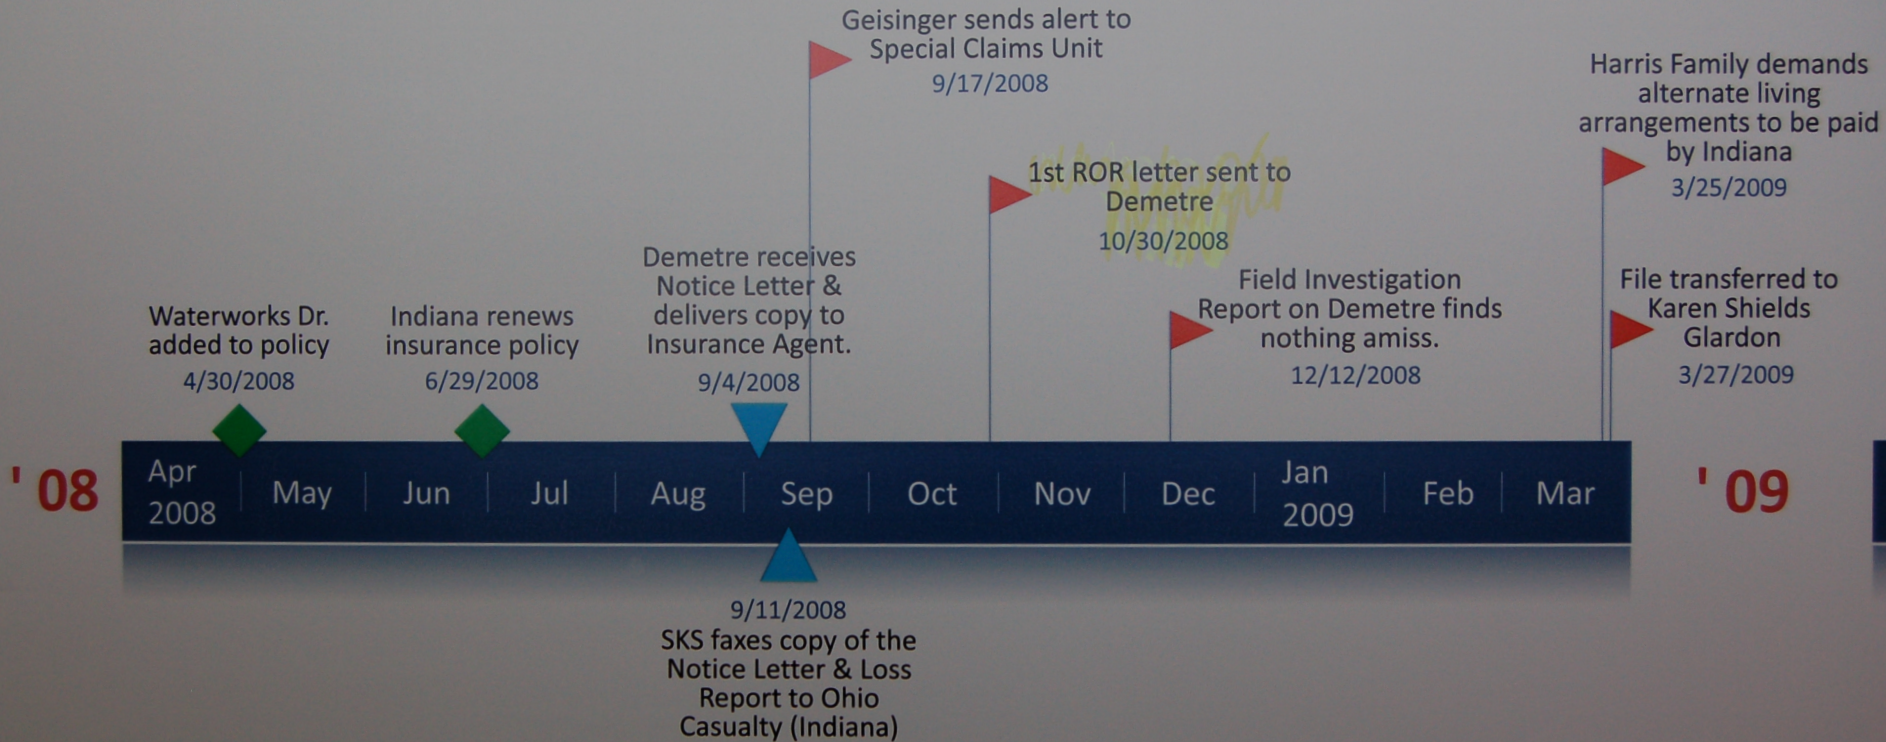 Geisinger sends alert to
Special Claims Unit
9/17/2008
Harris Family demands
alternate living
arrangements to be paid
by Indiana
3/25/2009
1st ROR letter sent to
Demetre
10/30/2008
Demetre receives
Notice Letter &
delivers copy to
Insurance Agent.
9/4/2008
Field Investigation
Report on Demetre finds
nothing amiss.
12/12/2008
File transferred to
Karen Shields
Glardon
3/27/2009
Waterworks Dr.
added to policy
4/30/2008
Indiana renews
insurance policy
6/29/2008
' 08
Apr
2008
May
Jun
Jul
Aug
Sep
Oct
Nov
Dec
Jan
2009
Feb
Mar
' 09
9/11/2008
SKS faxes copy of the
Notice Letter & Loss
Report to Ohio
Casualty (Indiana)